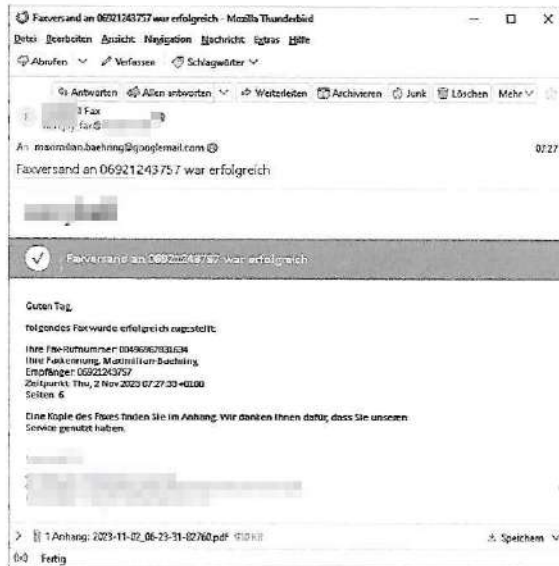 Faxversand an 06921243757 war erfolgreich - Mozilla Thunderbird
Datei Bearbeiten Ansicht Navigation Nachricht Extras Hilfe
Abrufen Verfassen Schlagwörter
Antworten Allen antworten Weiterleiten Archivieren Junk Löschen Mehr
Fax
An maximilian.baehring@googlemail.com 07:27
Faxversand an 06921243757 war erfolgreich
Faxversand an 06921243757 war erfolgreich
Guten Tag,
folgendes Fax wurde erfolgreich zugestellt:
Ihre Fax-Rufnummer: 00496967831634
Ihre Faxkennung: Maximilian-Baehring
Empfänger: 06921243757
Zeitpunkt: Thu, 2 Nov 2023 07:27:33 +0100
Seiten: 6
Eine Kopie des Faxes finden Sie im Anhang. Wir danken Ihnen dafür, dass Sie unseren
Service genutzt haben.
1 Anhang: 2023-11-02_06-23-31-82760.pdf Speichern
Fertig